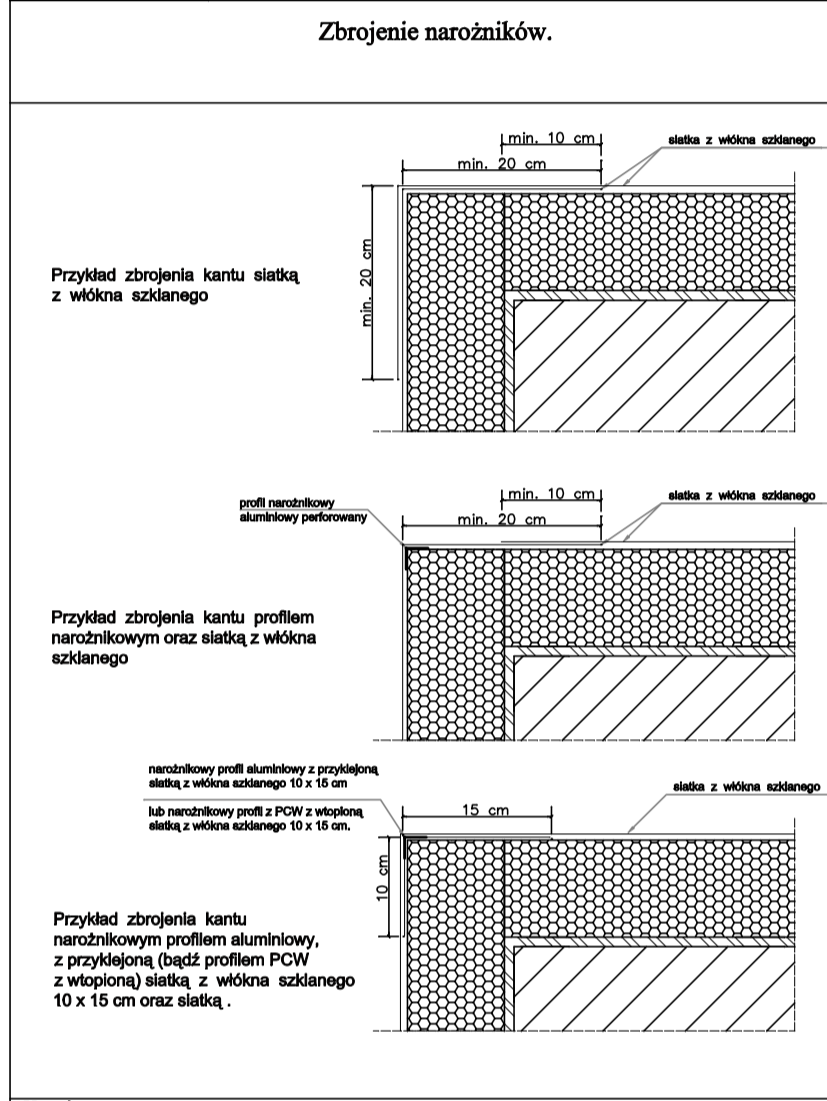 Zbrojenie narożników.
min. 10 cm
siatka z włókna szklanego
min. 20 cm
min. 20 cm
Przykład zbrojenia kantu siatką
z włókna szklanego
min. 10 cm
siatka z włókna szklanego
profil narożnikowy
aluminiowy perforowany
min. 20 cm
Przykład zbrojenia kantu profilem
narożnikowym oraz siatką z włókna
szklanego
narożnikowy profil aluminiowy z przyklejoną
siatką z włókna szklanego 10 x 15 cm
lub narożnikowy profil z PCW z wtopioną
siatką z włókna szklanego 10 x 15 cm.
siatka z włókna szklanego
15 cm
10 cm
Przykład zbrojenia kantu
narożnikowym profilem aluminiowy,
z przyklejoną (bądź profilem PCW
z wtopioną) siatką z włókna szklanego
10 x 15 cm oraz siatką .